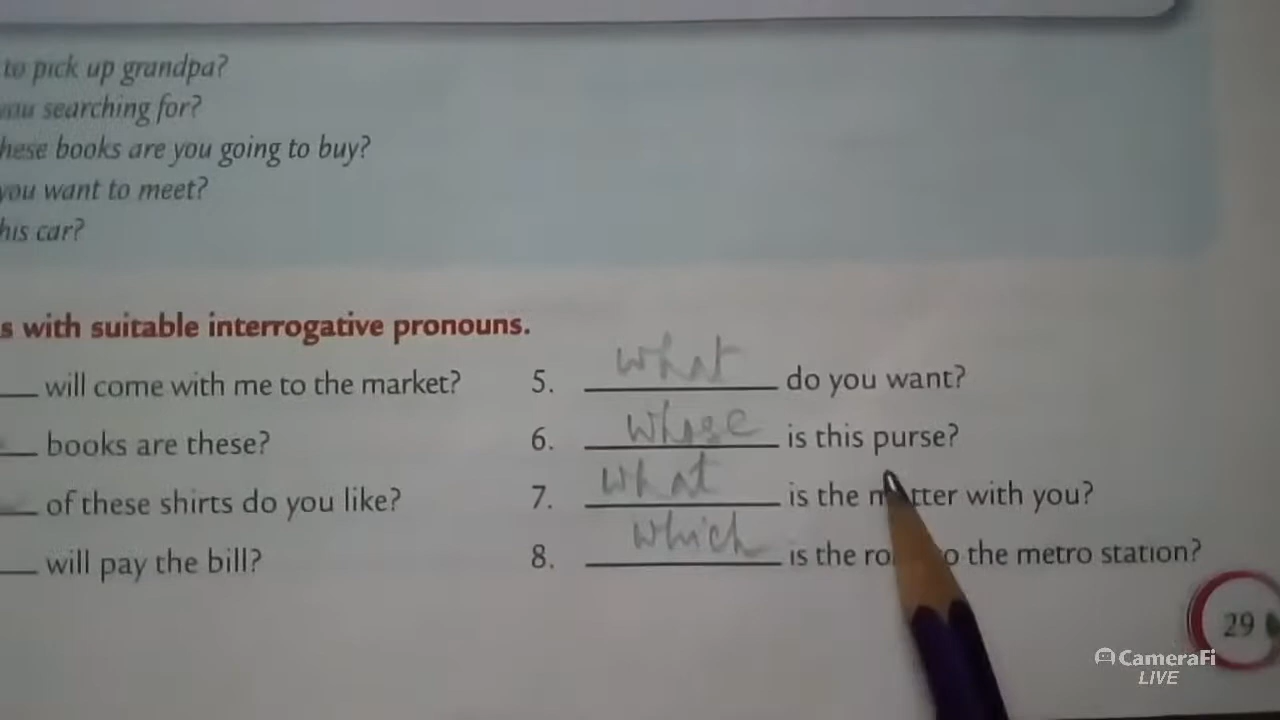 to pick up grandpa?
you searching for?
hese books are you going to buy?
you want to meet?
his car?
s with suitable interrogative pronouns.
will come with me to the market?
books are these?
of these shirts do you like?
will pay the bill?
5. what do you want?
6. whose is this purse?
7. what is the matter with you?
8. which is the ro o the metro station?
29
CameraFi
LIVE